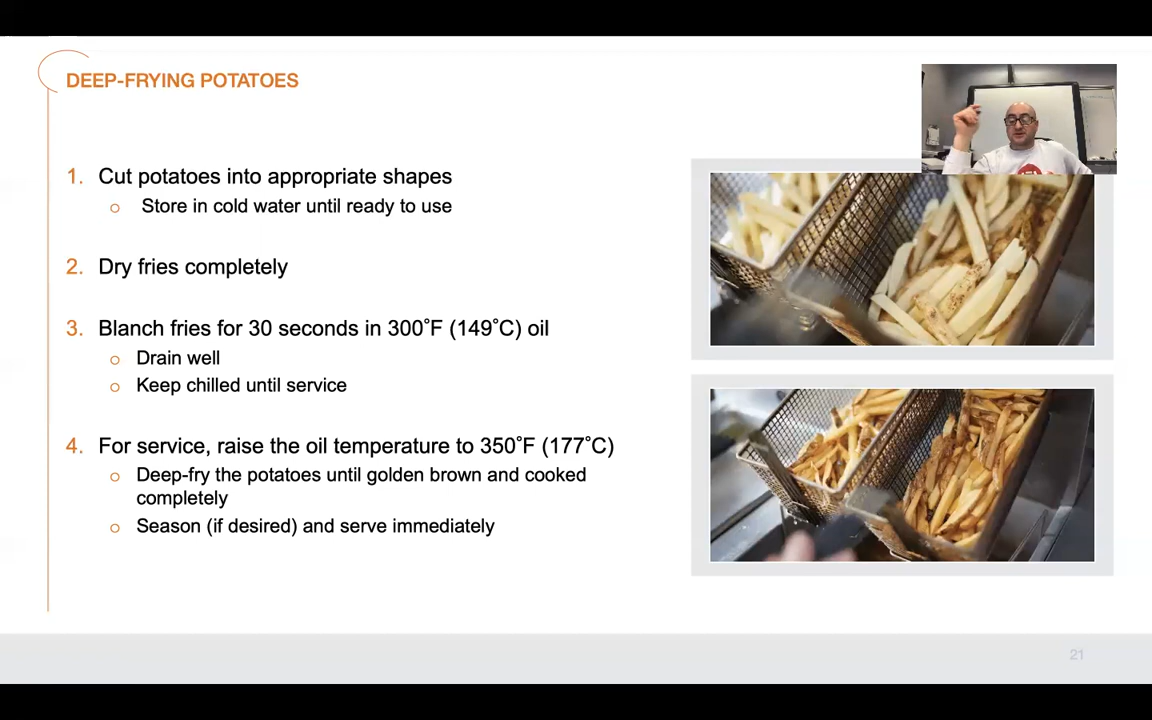 DEEP-FRYING POTATOES
1. Cut potatoes into appropriate shapes
o Store in cold water until ready to use
2. Dry fries completely
3. Blanch fries for 30 seconds in 300°F (149°C) oil
o Drain well
o Keep chilled until service
4. For service, raise the oil temperature to 350°F (177°C)
o Deep-fry the potatoes until golden brown and cooked
completely
o Season (if desired) and serve immediately
21